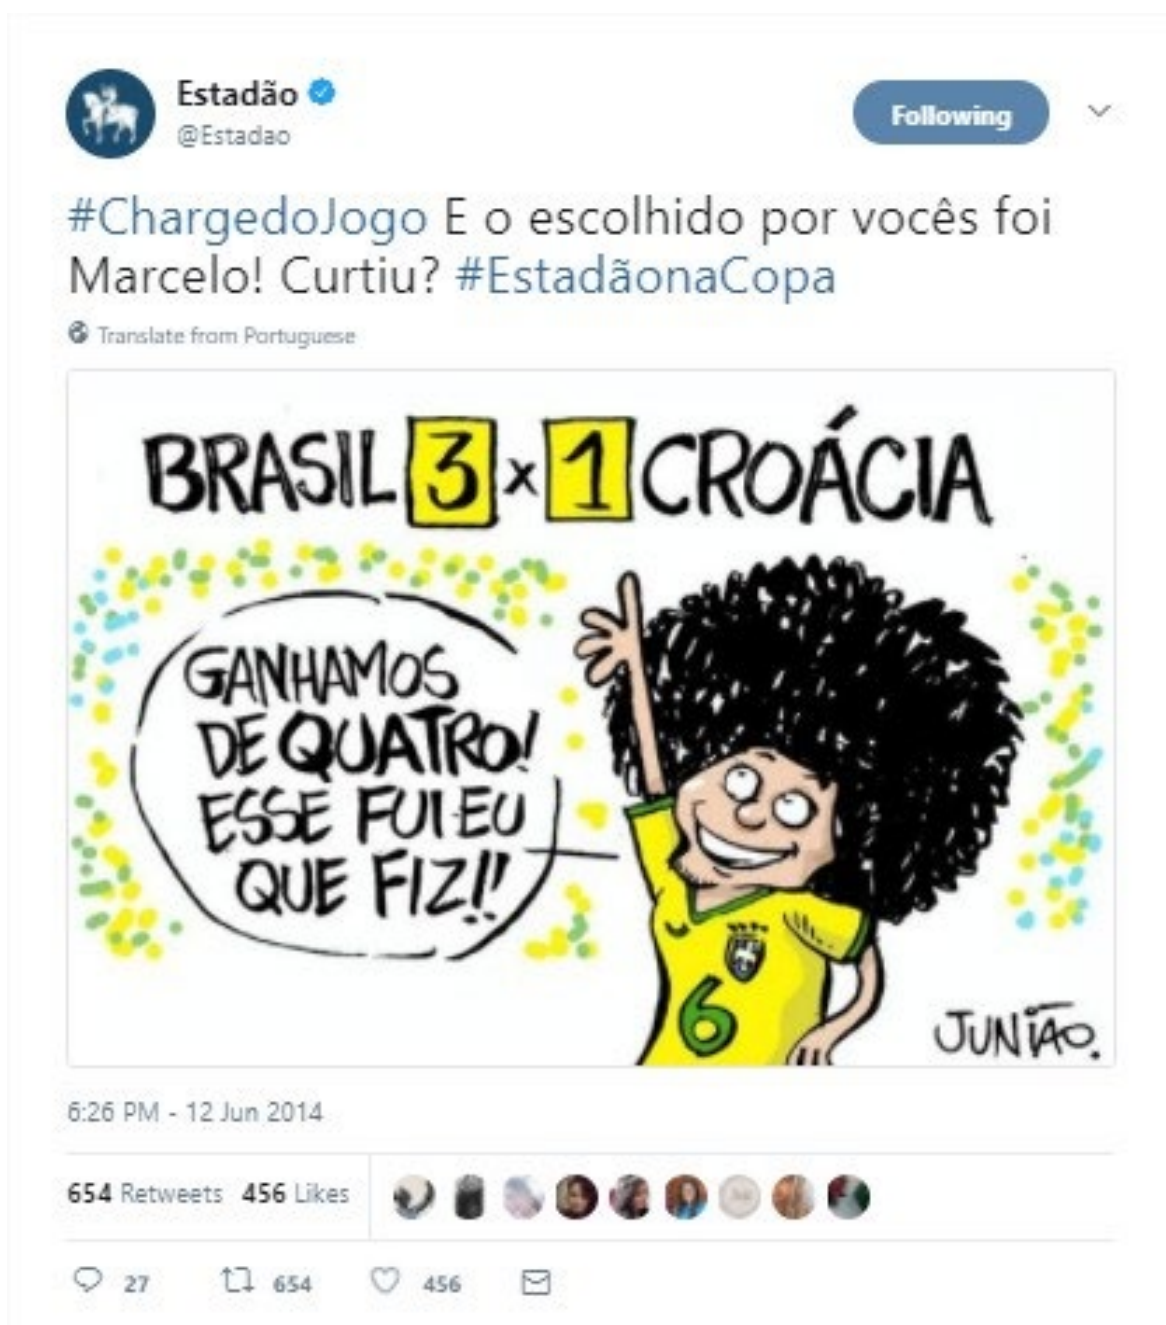 Estadão
@Estadao
Following
#ChargedoJogo E o escolhido por vocês foi
Marcelo! Curtiu? #EstadãonaCopa
Translate from Portuguese
BRASIL 3 x 1 CROÁCIA
GANHAMOS
DE QUATRO!
ESSE FUI EU
QUE FIZ!!
6
JUNIÃO.
6:26 PM - 12 Jun 2014
654 Retweets 456 Likes
27 654 456